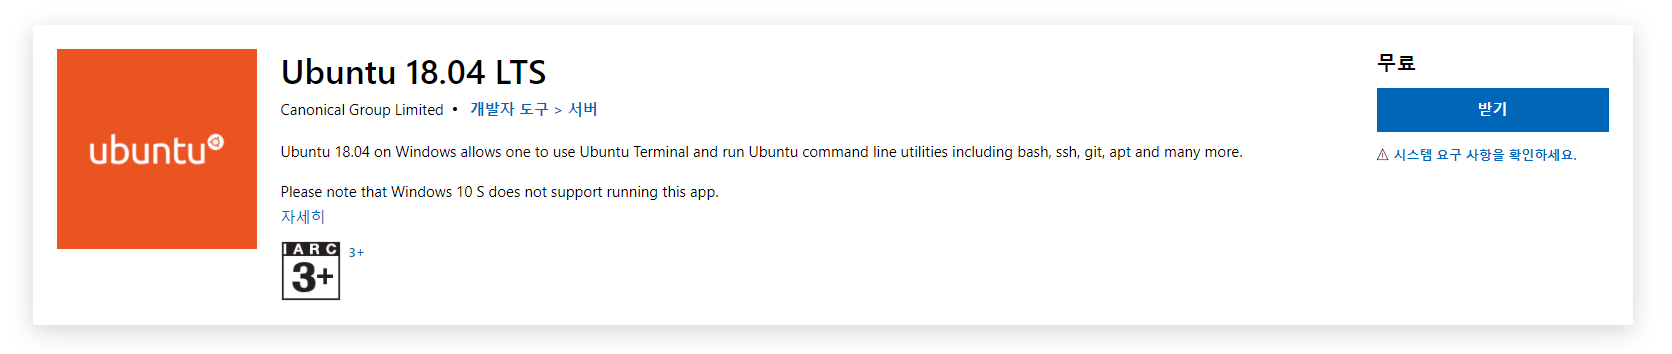 ubuntu
Ubuntu 18.04 LTS
Canonical Group Limited • 개발자 도구 > 서버
Ubuntu 18.04 on Windows allows one to use Ubuntu Terminal and run Ubuntu command line utilities including bash, ssh, git, apt and many more.
Please note that Windows 10 S does not support running this app.
자세히
IARC
3+
3+
무료
받기
⚠ 시스템 요구 사항을 확인하세요.